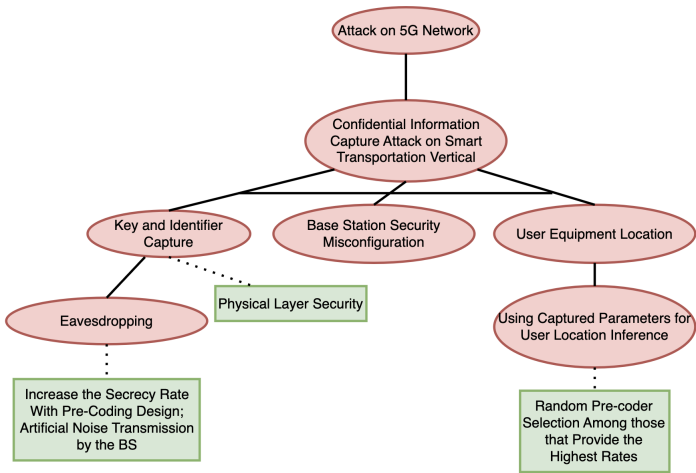 Attack on 5G Network
Confidential Information
Capture Attack on Smart
Transportation Vertical
Key and Identifier
Capture
Base Station Security
Misconfiguration
User Equipment Location
Physical Layer Security
Eavesdropping
Using Captured Parameters for
User Location Inference
Increase the Secrecy Rate
With Pre-Coding Design;
Artificial Noise Transmission
by the BS
Random Pre-coder
Selection Among those
that Provide the
Highest Rates